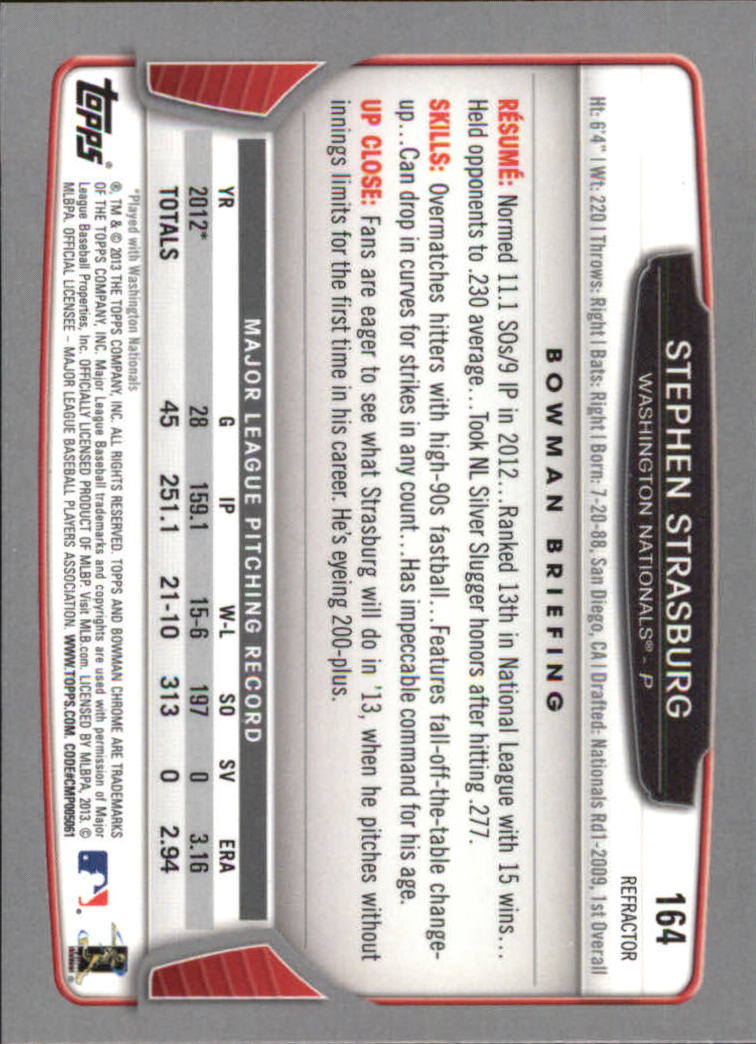 164
REFRACTOR
STEPHEN STRASBURG
WASHINGTON NATIONALS® - P
Ht: 6'4" | Wt: 220 | Throws: Right | Bats: Right | Born: 7-20-88, San Diego, CA | Drafted: Nationals Rd1-2009, 1st Overall
BOWMAN BRIEFING
RÉSUMÉ: Normed 11.1 SOs/9 IP in 2012...Ranked 13th in National League with 15 wins...
Held opponents to .230 average...Took NL Silver Slugger honors after hitting .277.
SKILLS: Overmatches hitters with high-90s fastball...Features fall-off-the-table change-
up...Can drop in curves for strikes in any count...Has impeccable command for his age.
UP CLOSE: Fans are eager to see what Strasburg will do in '13, when he pitches without
innings limits for the first time in his career. He's eyeing 200-plus.
MAJOR LEAGUE PITCHING RECORD
YR G IP W-L SO SV ERA
2012* 28 159.1 15-6 197 0 3.16
TOTALS 45 251.1 21-10 313 0 2.94
*Played with Washington Nationals
®, TM & © 2013 THE TOPPS COMPANY, INC. ALL RIGHTS RESERVED. TOPPS AND BOWMAN CHROME ARE TRADEMARKS
OF THE TOPPS COMPANY, INC. Major League Baseball trademarks and copyrights are used with permission of Major
League Baseball Properties, Inc. OFFICIALLY LICENSED PRODUCT OF MLBP. Visit MLB.com. LICENSED BY MLBPA, 2013. ©
MLBPA. OFFICIAL LICENSEE – MAJOR LEAGUE BASEBALL PLAYERS ASSOCIATION. WWW.TOPPS.COM. CODE#CMP005061
topps®